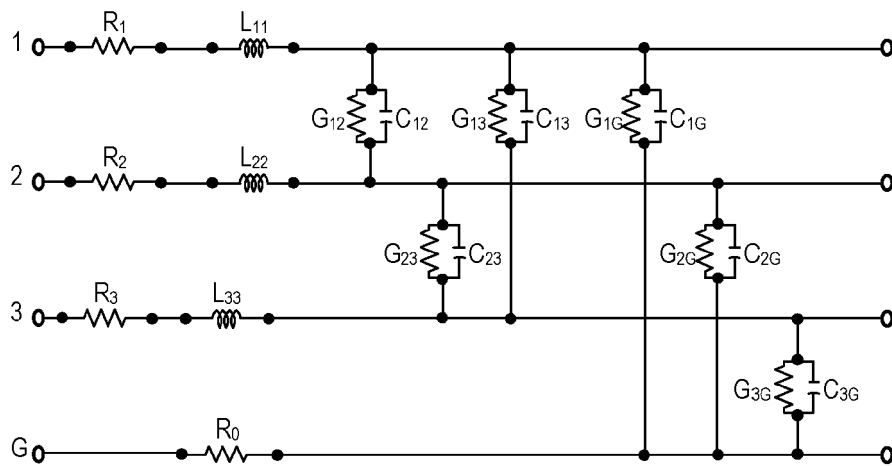 1 R₁ L₁₁
G₁₂ C₁₂ G₁₃ C₁₃ G₁G C₁G
2 R₂ L₂₂
G₂₃ C₂₃ G₂G C₂G
3 R₃ L₃₃
G₃G C₃G
G R₀